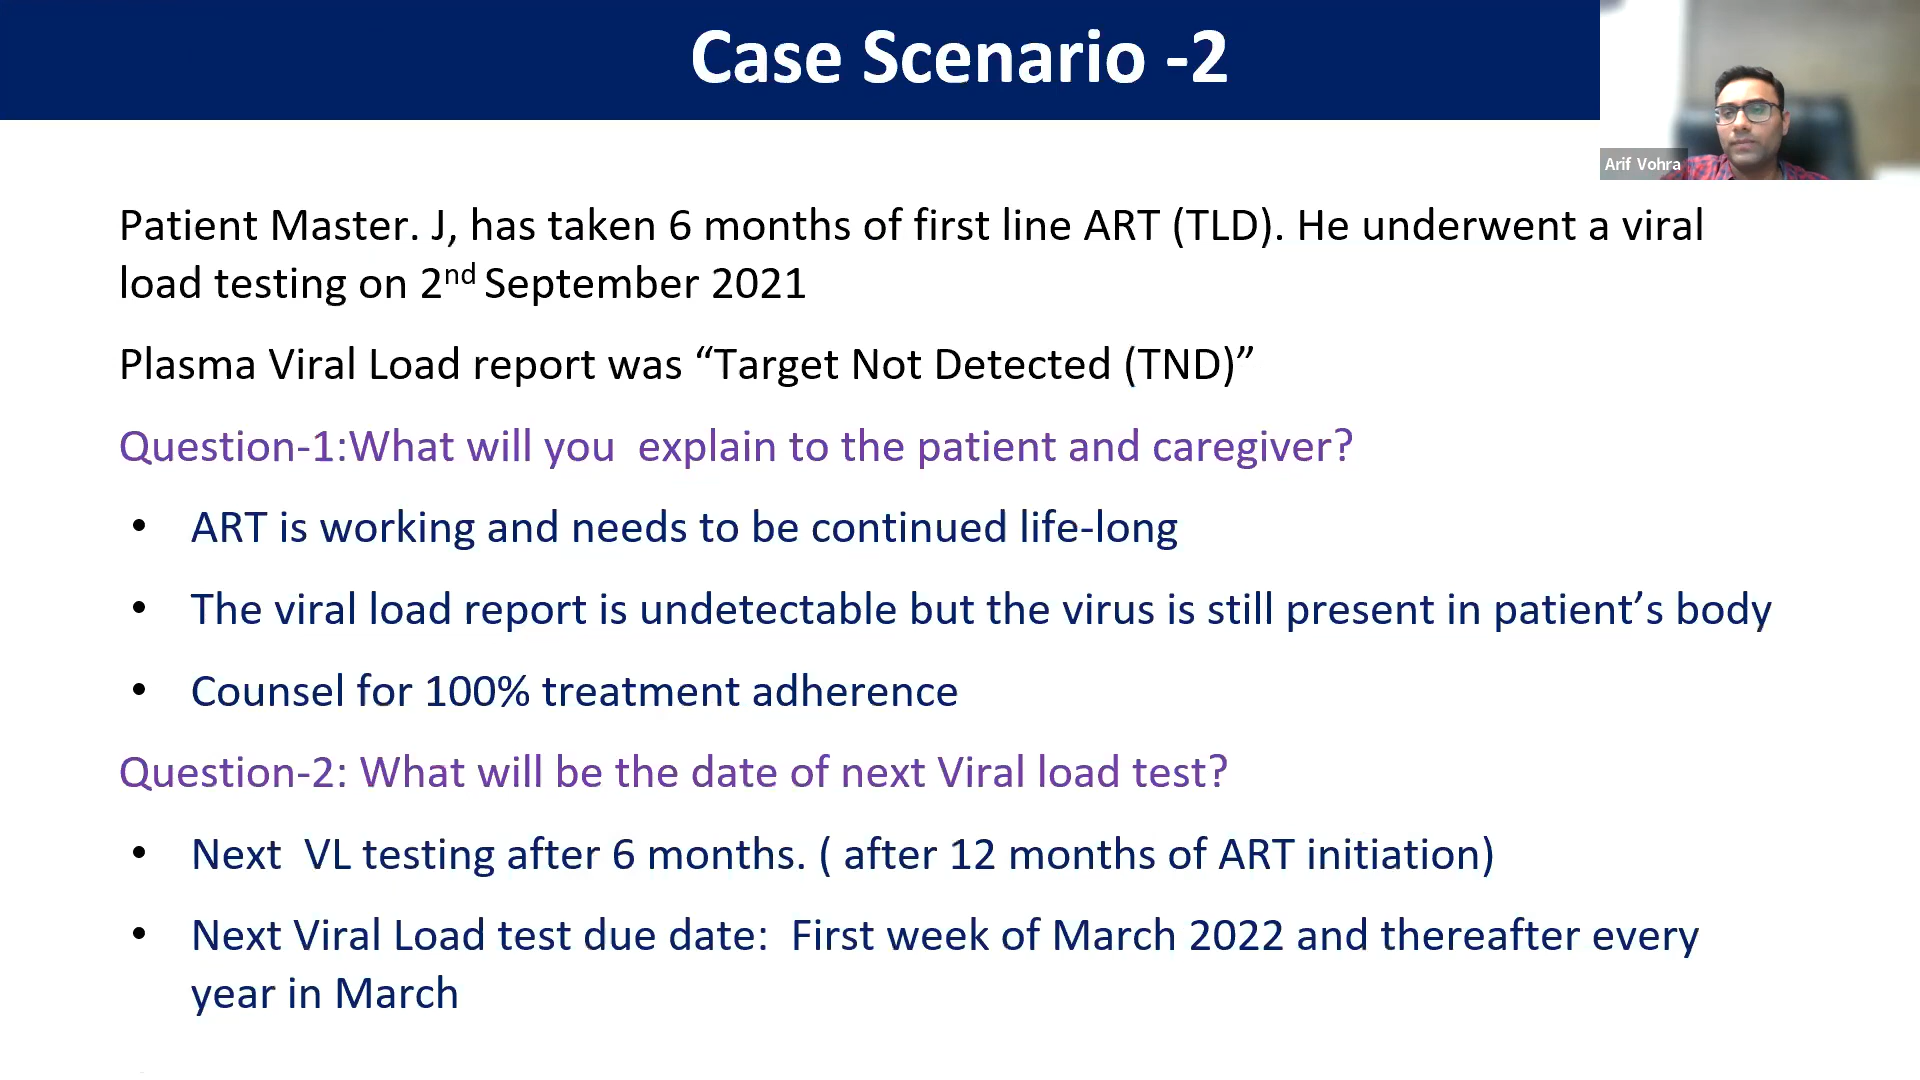 Case Scenario -2
Arif Vohra
Patient Master. J, has taken 6 months of first line ART (TLD). He underwent a viral
load testing on 2nd September 2021
Plasma Viral Load report was “Target Not Detected (TND)”
Question-1:What will you  explain to the patient and caregiver?
• ART is working and needs to be continued life-long
• The viral load report is undetectable but the virus is still present in patient’s body
• Counsel for 100% treatment adherence
Question-2: What will be the date of next Viral load test?
• Next  VL testing after 6 months. ( after 12 months of ART initiation)
• Next Viral Load test due date:  First week of March 2022 and thereafter every
year in March